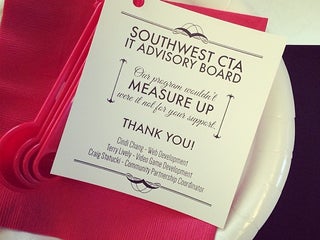 SOUTHWEST CTA
IT ADVISORY BOARD
Our program wouldn't
MEASURE UP
were it not for your support.
THANK YOU!
Cindi Chang - Web Development
Terry Lively - Video Game Development
Craig Statucki - Community Partnership Coordinator